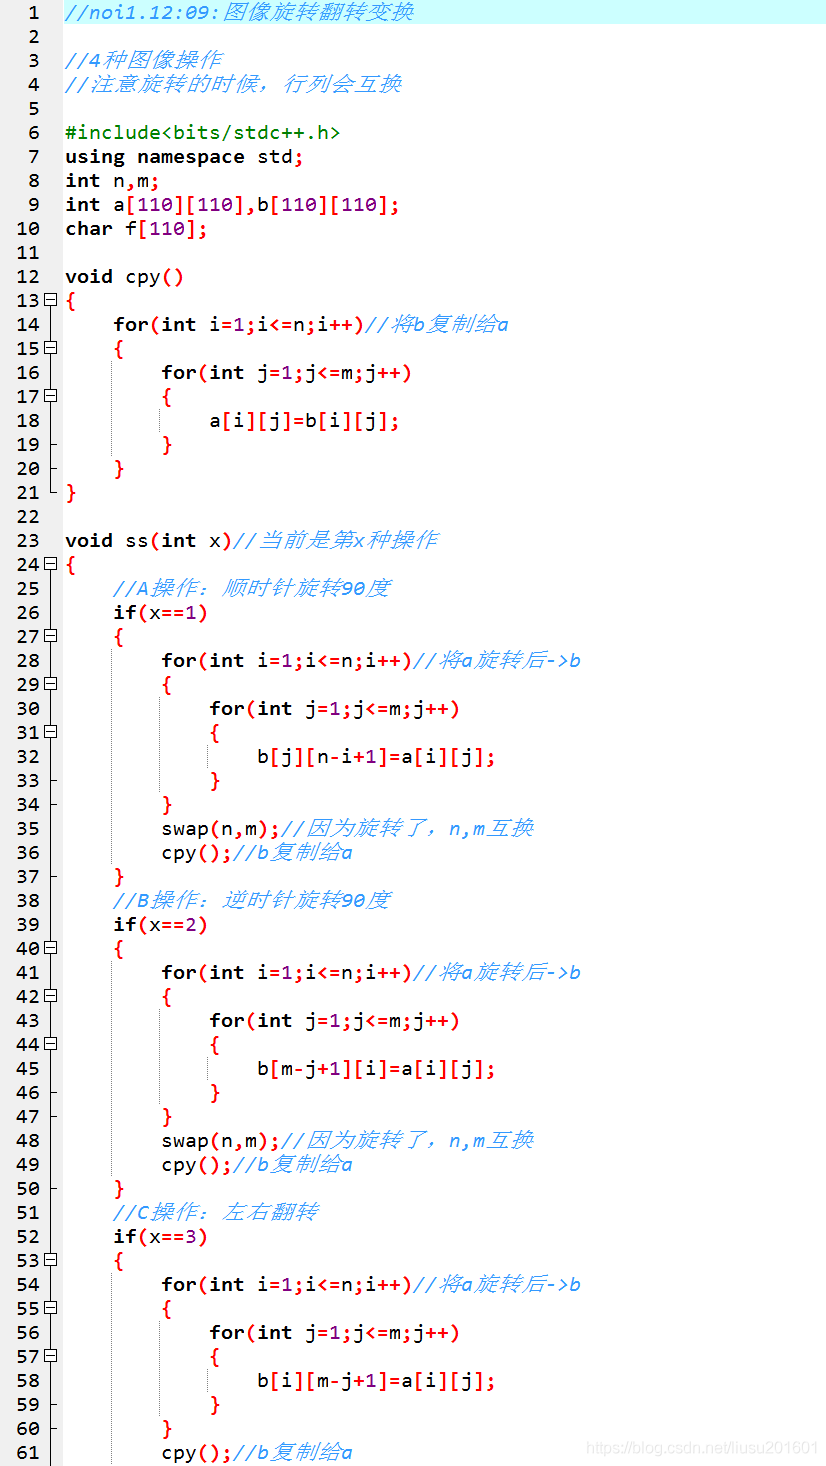 1 //noi1.12:09:图像旋转翻转变换
2
3 //4种图像操作
4 //注意旋转的时候，行列会互换
5
6 #include<bits/stdc++.h>
7 using namespace std;
8 int n,m;
9 int a[110][110],b[110][110];
10 char f[110];
11
12 void cpy()
13 {
14     for(int i=1;i<=n;i++)//将b复制给a
15     {
16         for(int j=1;j<=m;j++)
17         {
18             a[i][j]=b[i][j];
19         }
20     }
21 }
22
23 void ss(int x)//当前是第x种操作
24 {
25     //A操作：顺时针旋转90度
26     if(x==1)
27     {
28         for(int i=1;i<=n;i++)//将a旋转后->b
29         {
30             for(int j=1;j<=m;j++)
31             {
32                 b[j][n-i+1]=a[i][j];
33             }
34         }
35         swap(n,m);//因为旋转了，n,m互换
36         cpy();//b复制给a
37     }
38     //B操作：逆时针旋转90度
39     if(x==2)
40     {
41         for(int i=1;i<=n;i++)//将a旋转后->b
42         {
43             for(int j=1;j<=m;j++)
44             {
45                 b[m-j+1][i]=a[i][j];
46             }
47         }
48         swap(n,m);//因为旋转了，n,m互换
49         cpy();//b复制给a
50     }
51     //C操作：左右翻转
52     if(x==3)
53     {
54         for(int i=1;i<=n;i++)//将a旋转后->b
55         {
56             for(int j=1;j<=m;j++)
57             {
58                 b[i][m-j+1]=a[i][j];
59             }
60         }
61         cpy();//b复制给a
https://blog.csdn.net/liusu201601